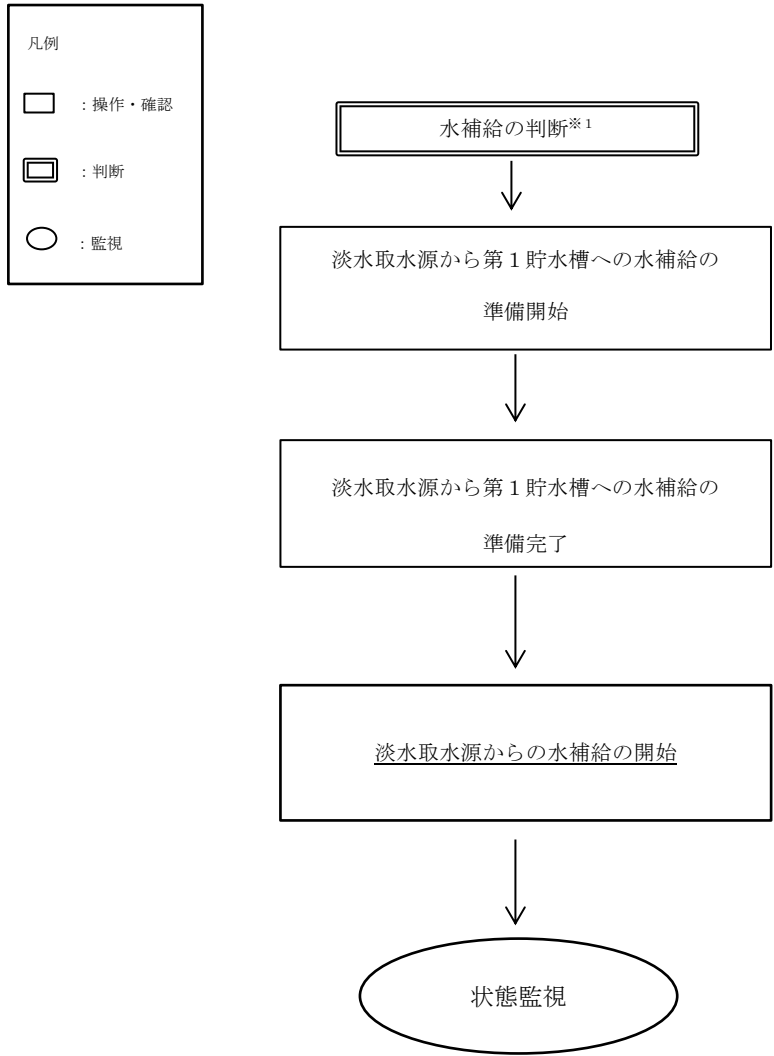 凡例
：操作・確認
：判断
：監視
水補給の判断※１
淡水取水源から第１貯水槽への水補給の
準備開始
淡水取水源から第１貯水槽への水補給の
準備完了
淡水取水源からの水補給の開始
状態監視